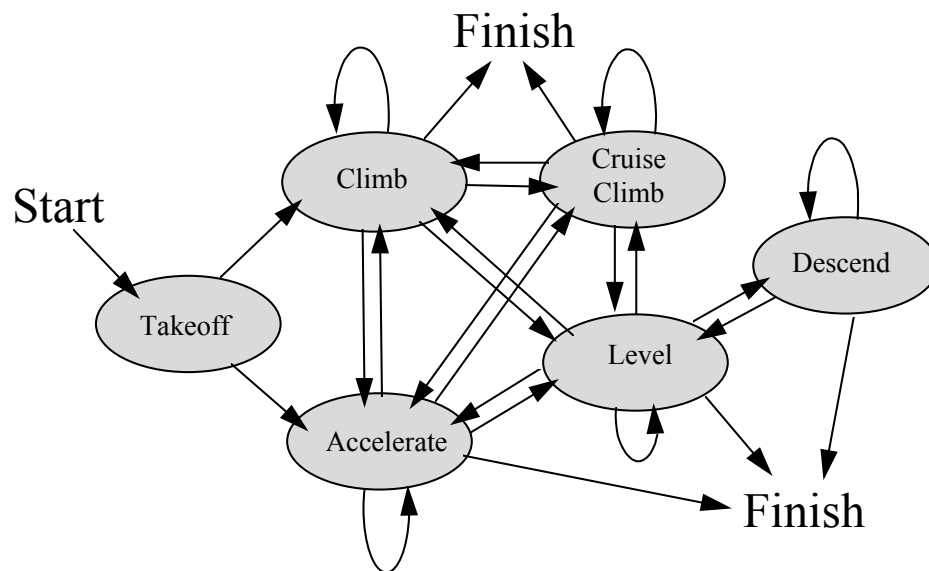 Finish
Climb
Cruise
Climb
Start
Descend
Takeoff
Level
Accelerate
Finish